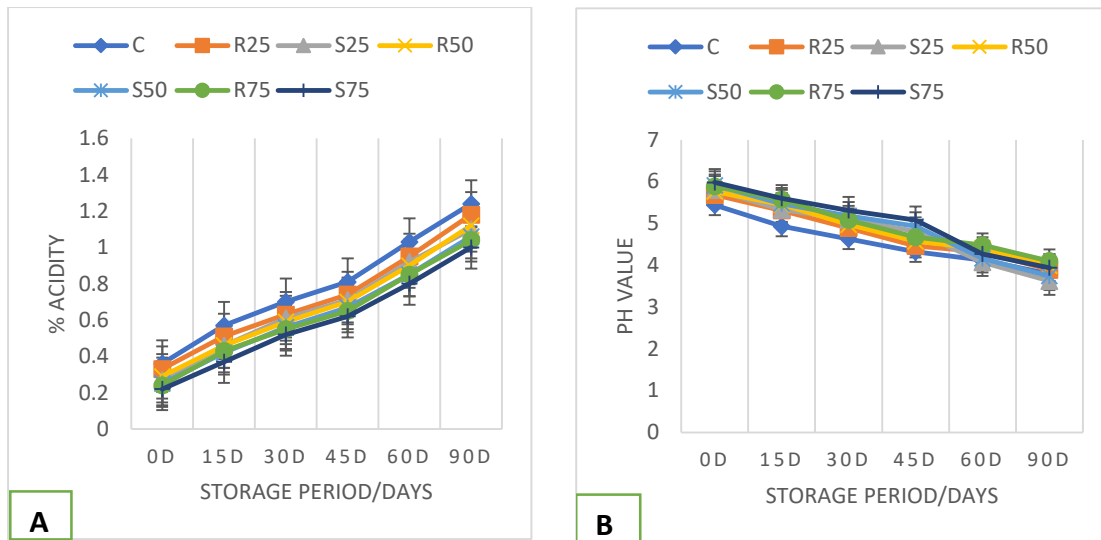 C R25 S25 R50
S50 R75 S75
% ACIDITY
1.6
1.4
1.2
1
0.8
0.6
0.4
0.2
0
0D 15D 30D 45D 60D 90D
STORAGE PERIOD/DAYS
A
C R25 S25 R50
S50 R75 S75
PH VALUE
7
6
5
4
3
2
1
0
0D 15D 30D 45D 60D 90D
STORAGE PERIOD/DAYS
B